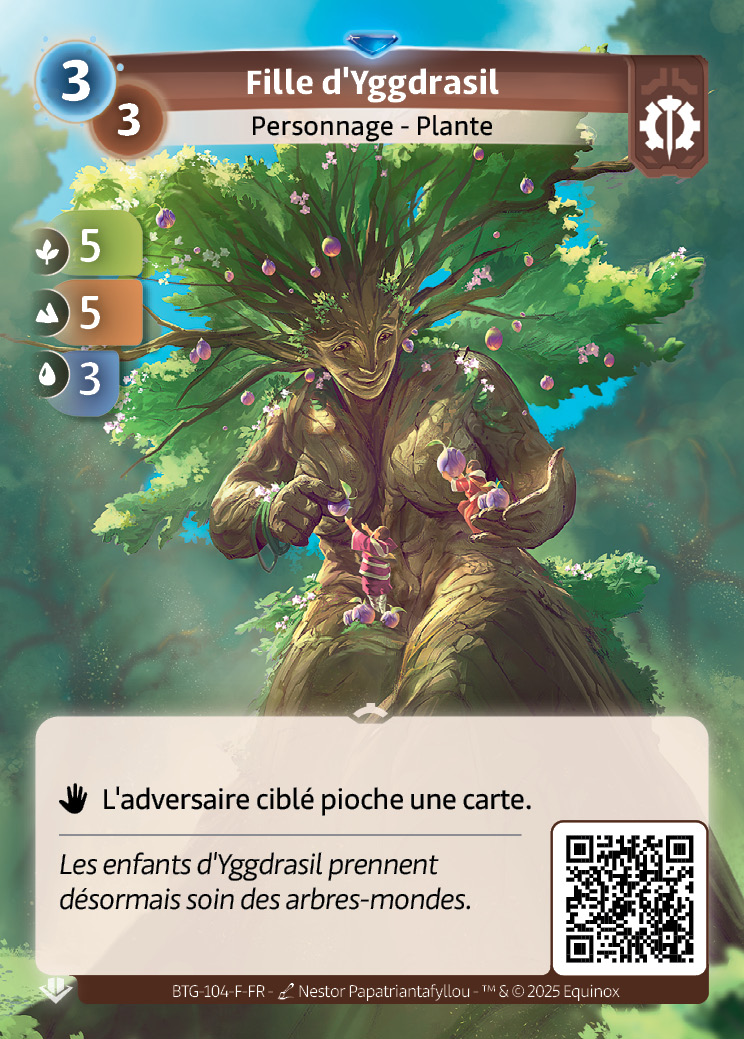 3
Fille d'Yggdrasil
3
Personnage - Plante
5
5
3
L'adversaire ciblé pioche une carte.
Les enfants d'Yggdrasil prennent
désormais soin des arbres-mondes.
BTG-104-F-FR - Nestor Papatriantafyllou - ™ & © 2025 Equinox